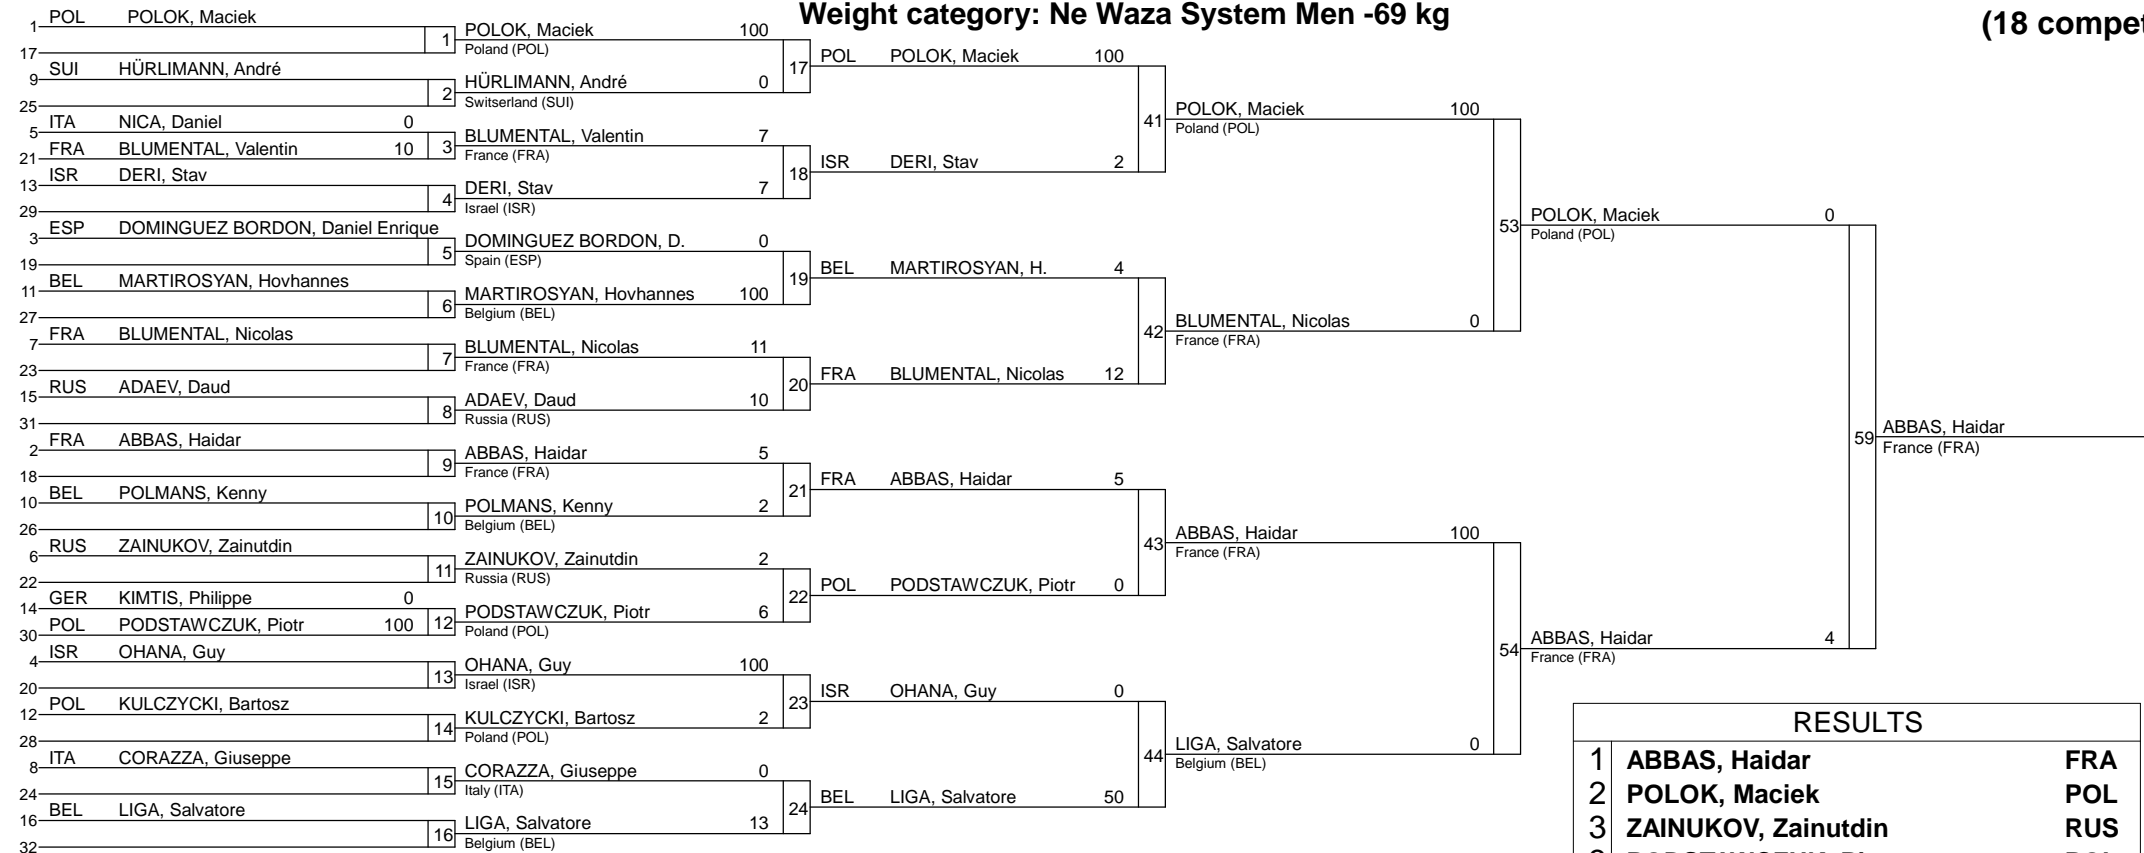 Weight category: Ne Waza System Men -69 kg
(18 compet
1 POL POLOK, Maciek
17
1
9 SUI HÜRLIMANN, André
25
2
5 ITA NICA, Daniel 0
21 FRA BLUMENTAL, Valentin 10
3
13 ISR DERI, Stav
29
4
3 ESP DOMINGUEZ BORDON, Daniel Enrique
19
5
11 BEL MARTIROSYAN, Hovhannes
27
6
7 FRA BLUMENTAL, Nicolas
23
7
15 RUS ADAEV, Daud
31
8
2 FRA ABBAS, Haidar
18
9
10 BEL POLMANS, Kenny
26
10
6 RUS ZAINUKOV, Zainutdin
22
11
14 GER KIMTIS, Philippe 0
30 POL PODSTAWCZUK, Piotr 100
12
4 ISR OHANA, Guy
20
13
12 POL KULCZYCKI, Bartosz
28
14
8 ITA CORAZZA, Giuseppe
24
15
16 BEL LIGA, Salvatore
32
16
POLOK, Maciek 100
Poland (POL)
17
HÜRLIMANN, André 0
Switserland (SUI)
BLUMENTAL, Valentin 7
France (FRA)
18
DERI, Stav 7
Israel (ISR)
DOMINGUEZ BORDON, D. 0
Spain (ESP)
19
MARTIROSYAN, Hovhannes 100
Belgium (BEL)
BLUMENTAL, Nicolas 11
France (FRA)
20
ADAEV, Daud 10
Russia (RUS)
ABBAS, Haidar 5
France (FRA)
21
POLMANS, Kenny 2
Belgium (BEL)
ZAINUKOV, Zainutdin 2
Russia (RUS)
22
PODSTAWCZUK, Piotr 6
Poland (POL)
OHANA, Guy 100
Israel (ISR)
23
KULCZYCKI, Bartosz 2
Poland (POL)
CORAZZA, Giuseppe 0
Italy (ITA)
24
LIGA, Salvatore 13
Belgium (BEL)
POL POLOK, Maciek 100
41
ISR DERI, Stav 2
BEL MARTIROSYAN, H. 4
42
FRA BLUMENTAL, Nicolas 12
FRA ABBAS, Haidar 5
43
POL PODSTAWCZUK, Piotr 0
ISR OHANA, Guy 0
44
BEL LIGA, Salvatore 50
POLOK, Maciek 100
Poland (POL)
53
BLUMENTAL, Nicolas 0
France (FRA)
ABBAS, Haidar 100
France (FRA)
54
LIGA, Salvatore 0
Belgium (BEL)
POLOK, Maciek 0
Poland (POL)
59
ABBAS, Haidar 4
France (FRA)
ABBAS, Haidar
France (FRA)
RESULTS
1 ABBAS, Haidar FRA
2 POLOK, Maciek POL
3 ZAINUKOV, Zainutdin RUS